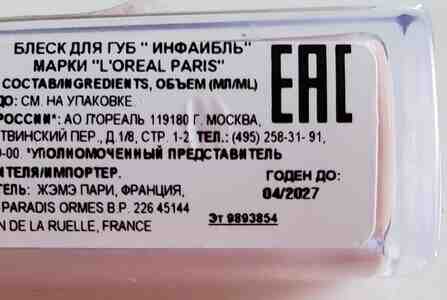 БЛЕСК ДЛЯ ГУБ " ИНФАИБЛЬ"
МАРКИ "L'OREAL PARIS"
СОСТАВ/INGREDIENTS, ОБЪЕМ (МЛ/ML)
ДО: СМ. НА УПАКОВКЕ
РОССИИ*: АО Л'ОРЕАЛЬ 119180 Г. МОСКВА,
ТВИНСКИЙ ПЕР., Д 1/8, СТР. 1-2 ТЕЛ.: (495) 258-31- 91,
-00 *УПОЛНОМОЧЕННЫЙ ПРЕДСТАВИТЕЛЬ
ИТЕЛЯ/ИМПОРТЕР.
ТЕЛЬ: ЖЭМЭ ПАРИ, ФРАНЦИЯ,
PARADIS ORMES B.P. 226 45144
N DE LA RUELLE, FRANCE
EAC
ГОДЕН ДО:
04/2027
Эт 9893854